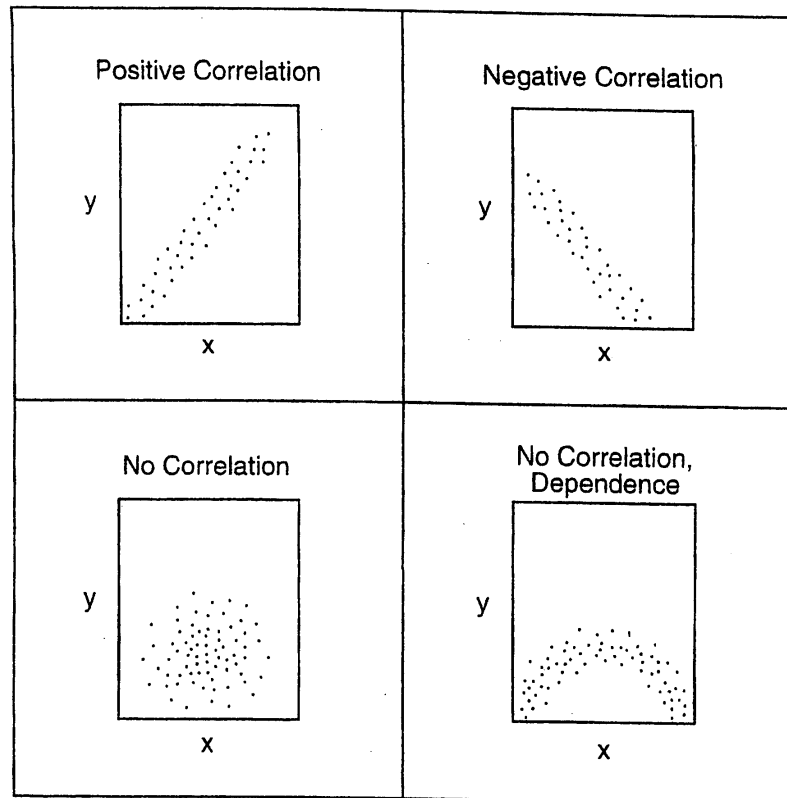 Positive Correlation
y
x
Negative Correlation
y
x
No Correlation
y
x
No Correlation,
Dependence
y
x